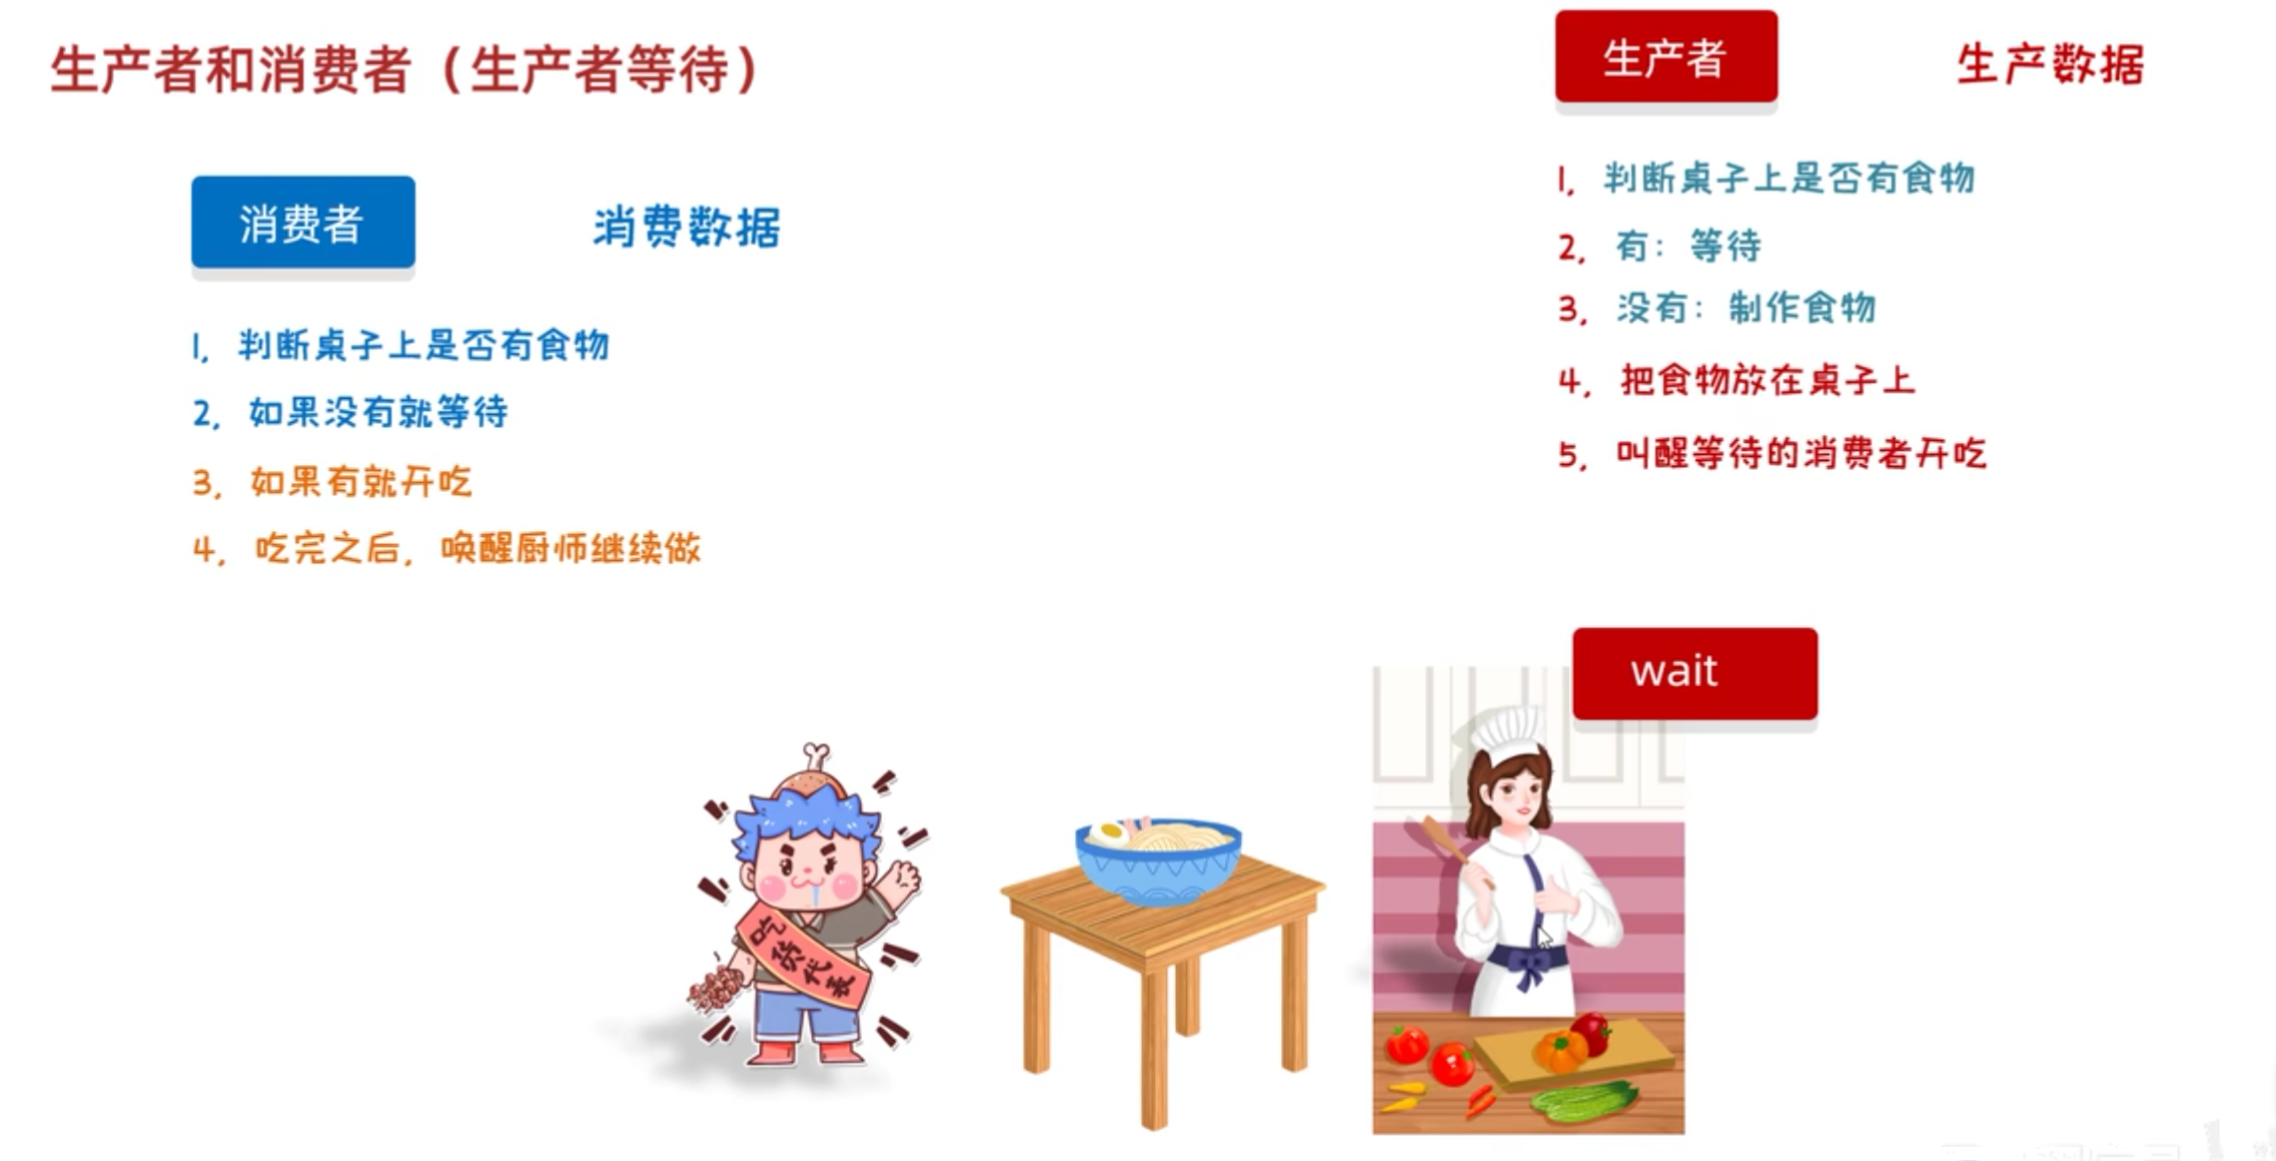 生产者和消费者（生产者等待）
消费者
消费数据
1，判断桌子上是否有食物
2，如果没有就等待
3，如果有就开吃
4，吃完之后，唤醒厨师继续做
生产者
生产数据
1，判断桌子上是否有食物
2，有：等待
3，没有：制作食物
4，把食物放在桌子上
5，叫醒等待的消费者开吃
wait
吃货代表